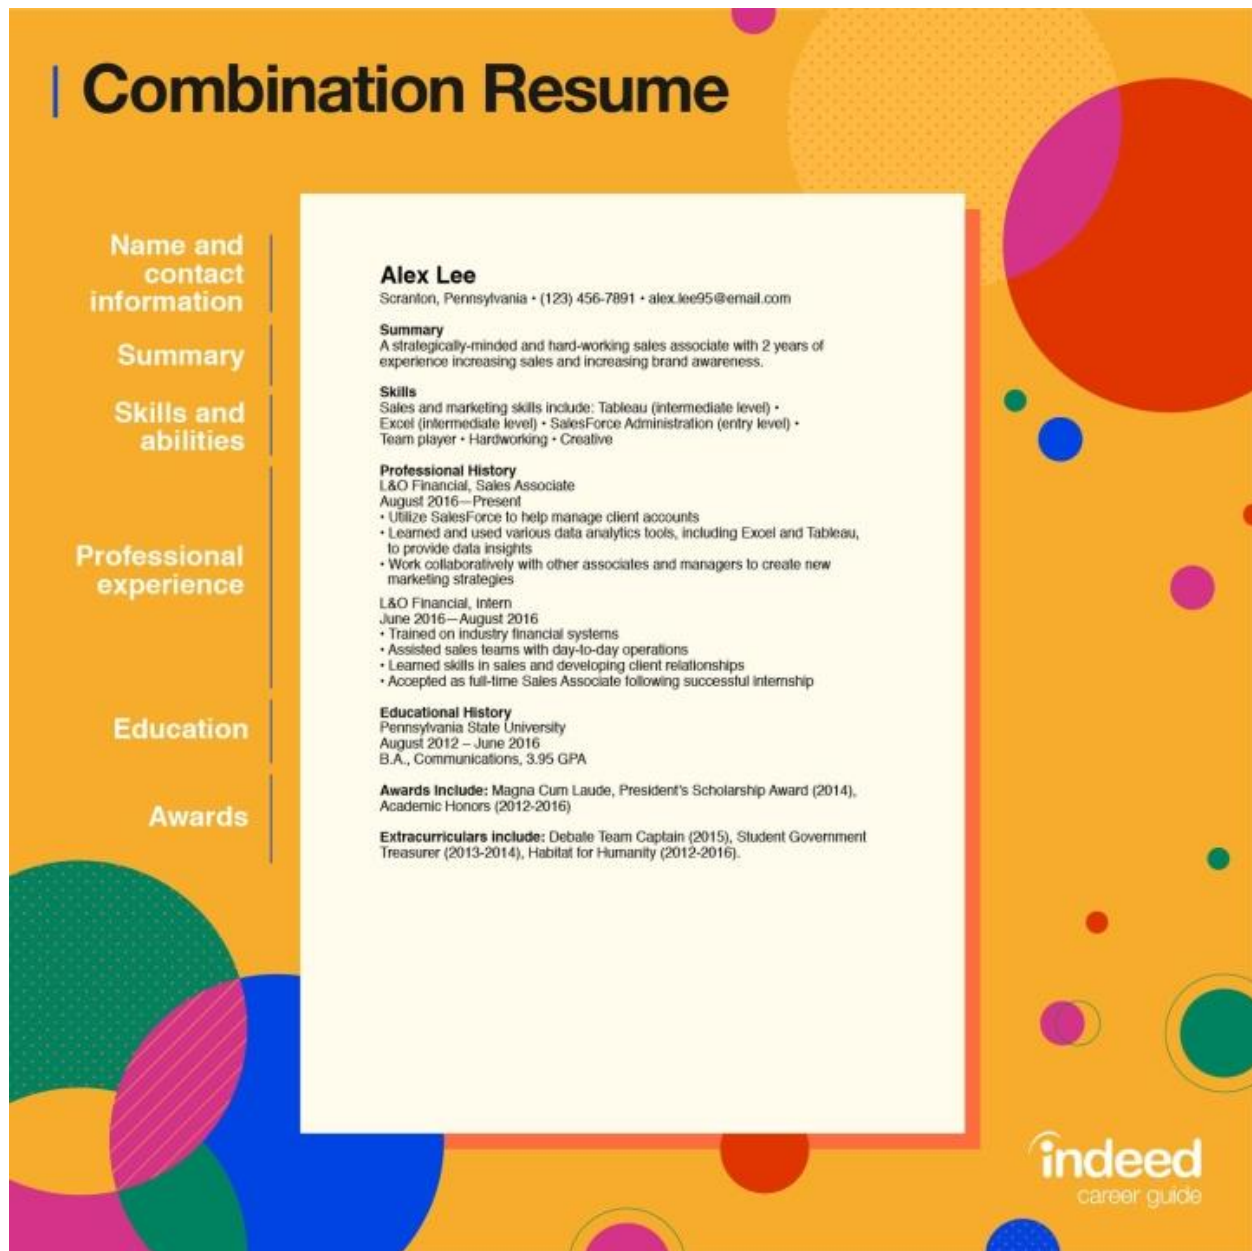 Combination Resume
Name and
contact
information
Summary
Skills and
abilities
Professional
experience
Education
Awards
Alex Lee
Scranton, Pennsylvania • (123) 456-7891 • alex.lee95@email.com
Summary
A strategically-minded and hard-working sales associate with 2 years of
experience increasing sales and increasing brand awareness.
Skills
Sales and marketing skills include: Tableau (intermediate level) •
Excel (intermediate level) • SalesForce Administration (entry level) •
Team player • Hardworking • Creative
Professional History
L&O Financial, Sales Associate
August 2016—Present
• Utilize SalesForce to help manage client accounts
• Learned and used various data analytics tools, including Excel and Tableau,
to provide data insights
• Work collaboratively with other associates and managers to create new
marketing strategies
L&O Financial, Intern
June 2016—August 2016
• Trained on industry financial systems
• Assisted sales teams with day-to-day operations
• Learned skills in sales and developing client relationships
• Accepted as full-time Sales Associate following successful internship
Educational History
Pennsylvania State University
August 2012 – June 2016
B.A., Communications, 3.95 GPA
Awards Include: Magna Cum Laude, President's Scholarship Award (2014),
Academic Honors (2012-2016)
Extracurriculars include: Debate Team Captain (2015), Student Government
Treasurer (2013-2014), Habitat for Humanity (2012-2016).
indeed
career guide